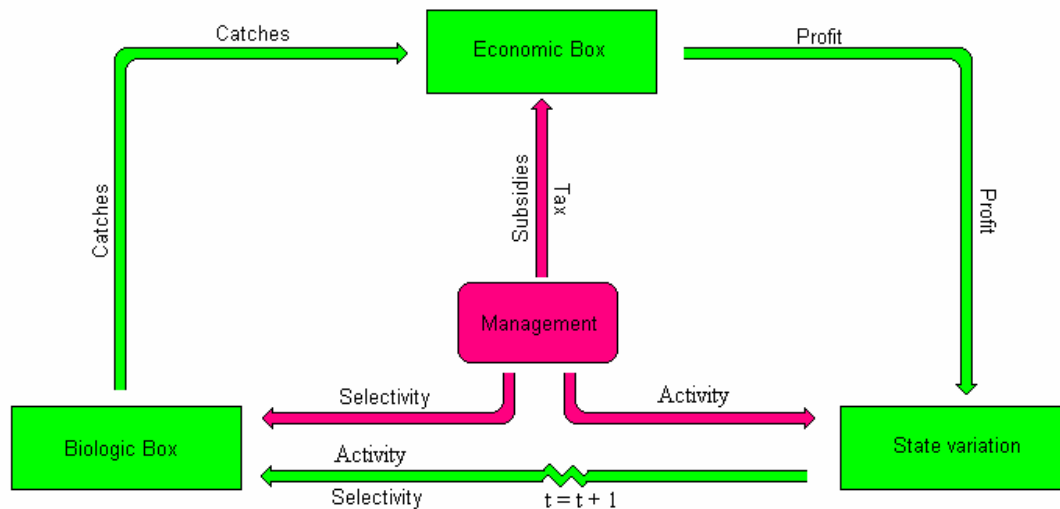 Catches
Economic Box
Profit
Catches
Subsidies
Tax
Profit
Management
Selectivity
Activity
Biologic Box
State variation
Activity
Selectivity
t = t + 1